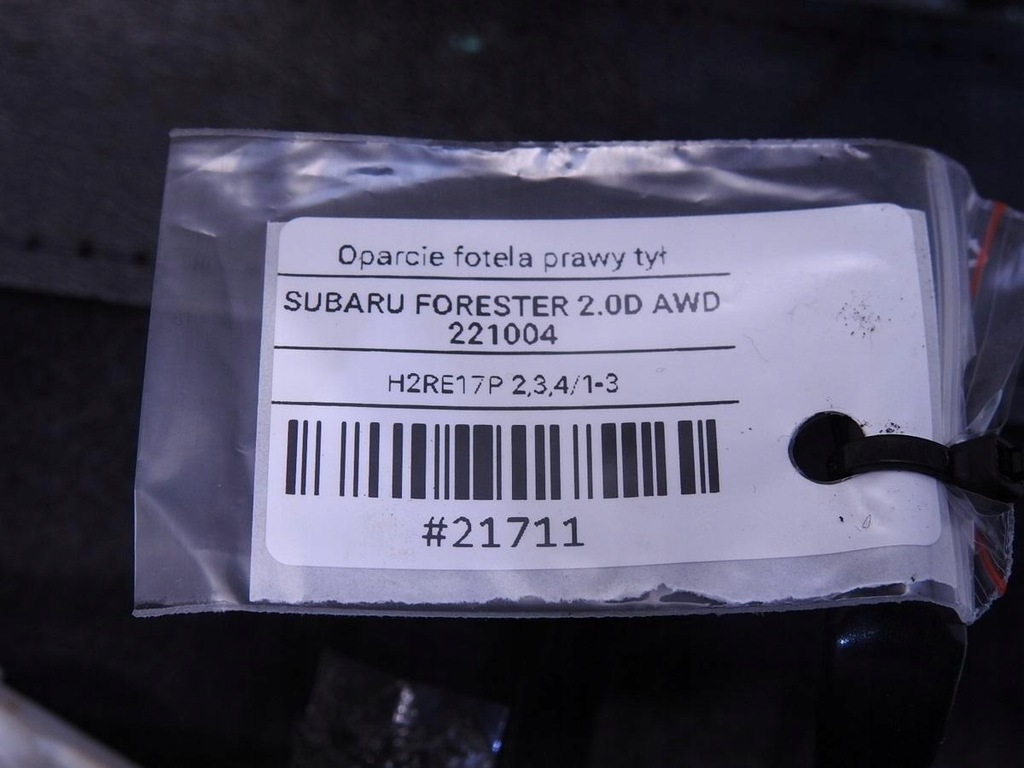 Oparcie fotela prawy tył
SUBARU FORESTER 2.0D AWD
221004
H2RE17P 2,3,4/1-3
#21711